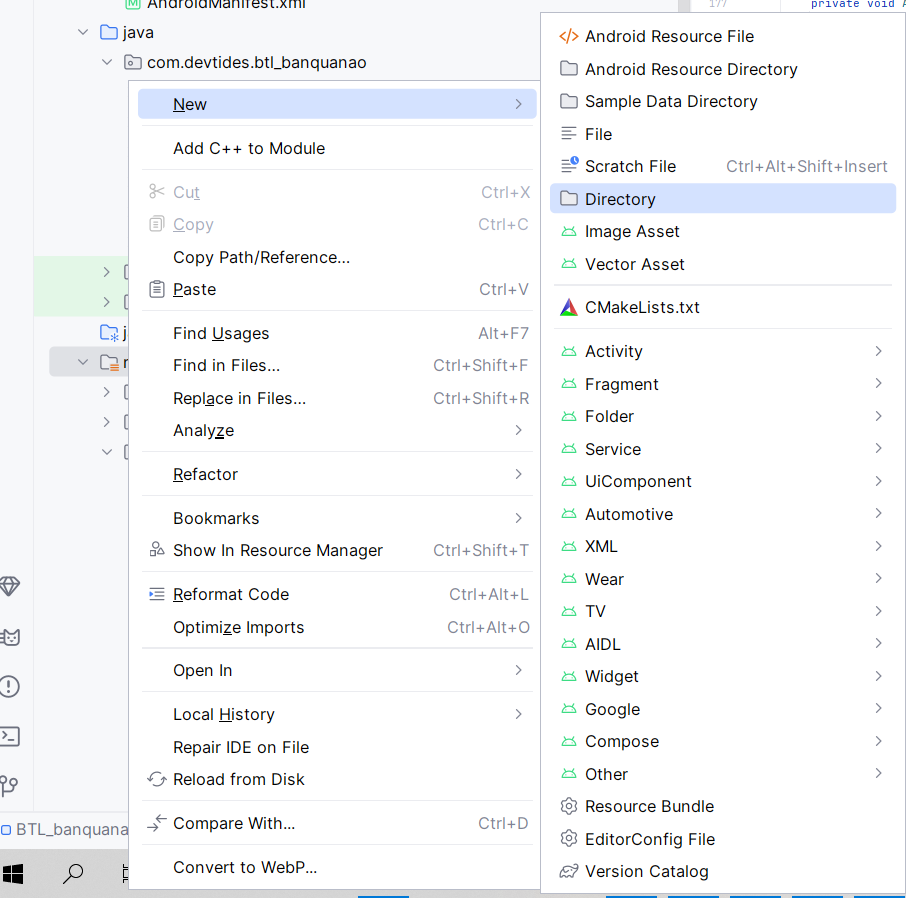 AndroidManifest.xml
java
com.devtides.btl_banquanao
177
private void
New
Add C++ to Module
Cut Ctrl+X
Copy Ctrl+C
Copy Path/Reference...
Paste Ctrl+V
Find Usages Alt+F7
Find in Files... Ctrl+Shift+F
Replace in Files... Ctrl+Shift+R
Analyze
Refactor
Bookmarks
Show In Resource Manager Ctrl+Shift+T
Reformat Code Ctrl+Alt+L
Optimize Imports Ctrl+Alt+O
Open In
Local History
Repair IDE on File
Reload from Disk
Compare With... Ctrl+D
Convert to WebP...
Android Resource File
Android Resource Directory
Sample Data Directory
File
Scratch File Ctrl+Alt+Shift+Insert
Directory
Image Asset
Vector Asset
CMakeLists.txt
Activity
Fragment
Folder
Service
UiComponent
Automotive
XML
Wear
TV
AIDL
Widget
Google
Compose
Other
Resource Bundle
EditorConfig File
Version Catalog
BTL_banquana